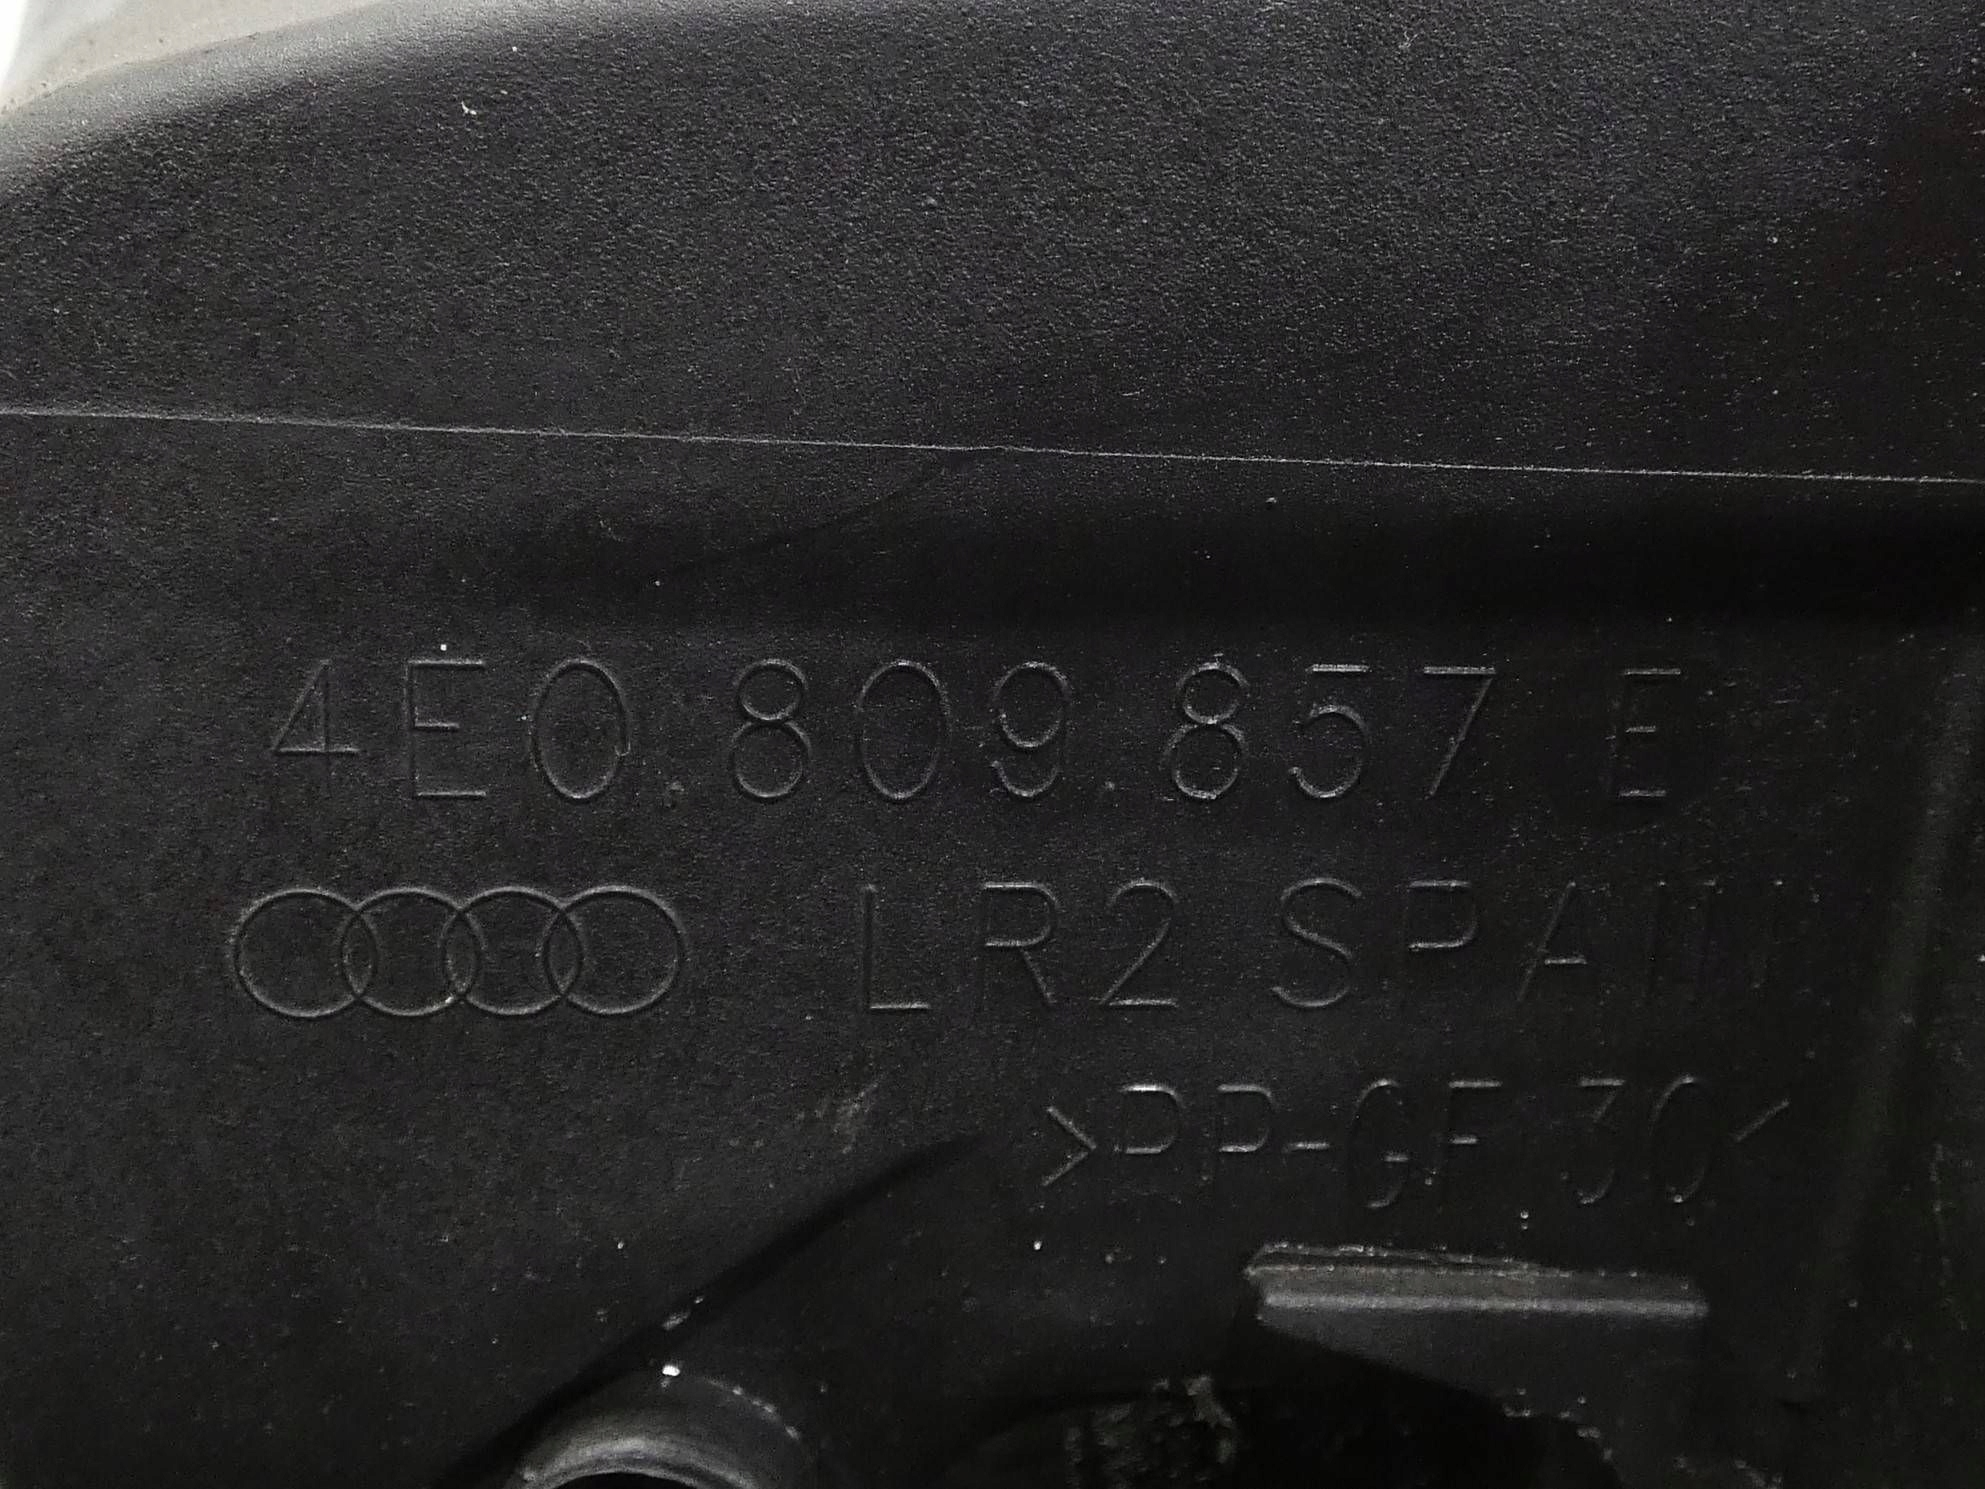 4E0.809.857 E
LR2 SPAIN
>PP-GF 30<